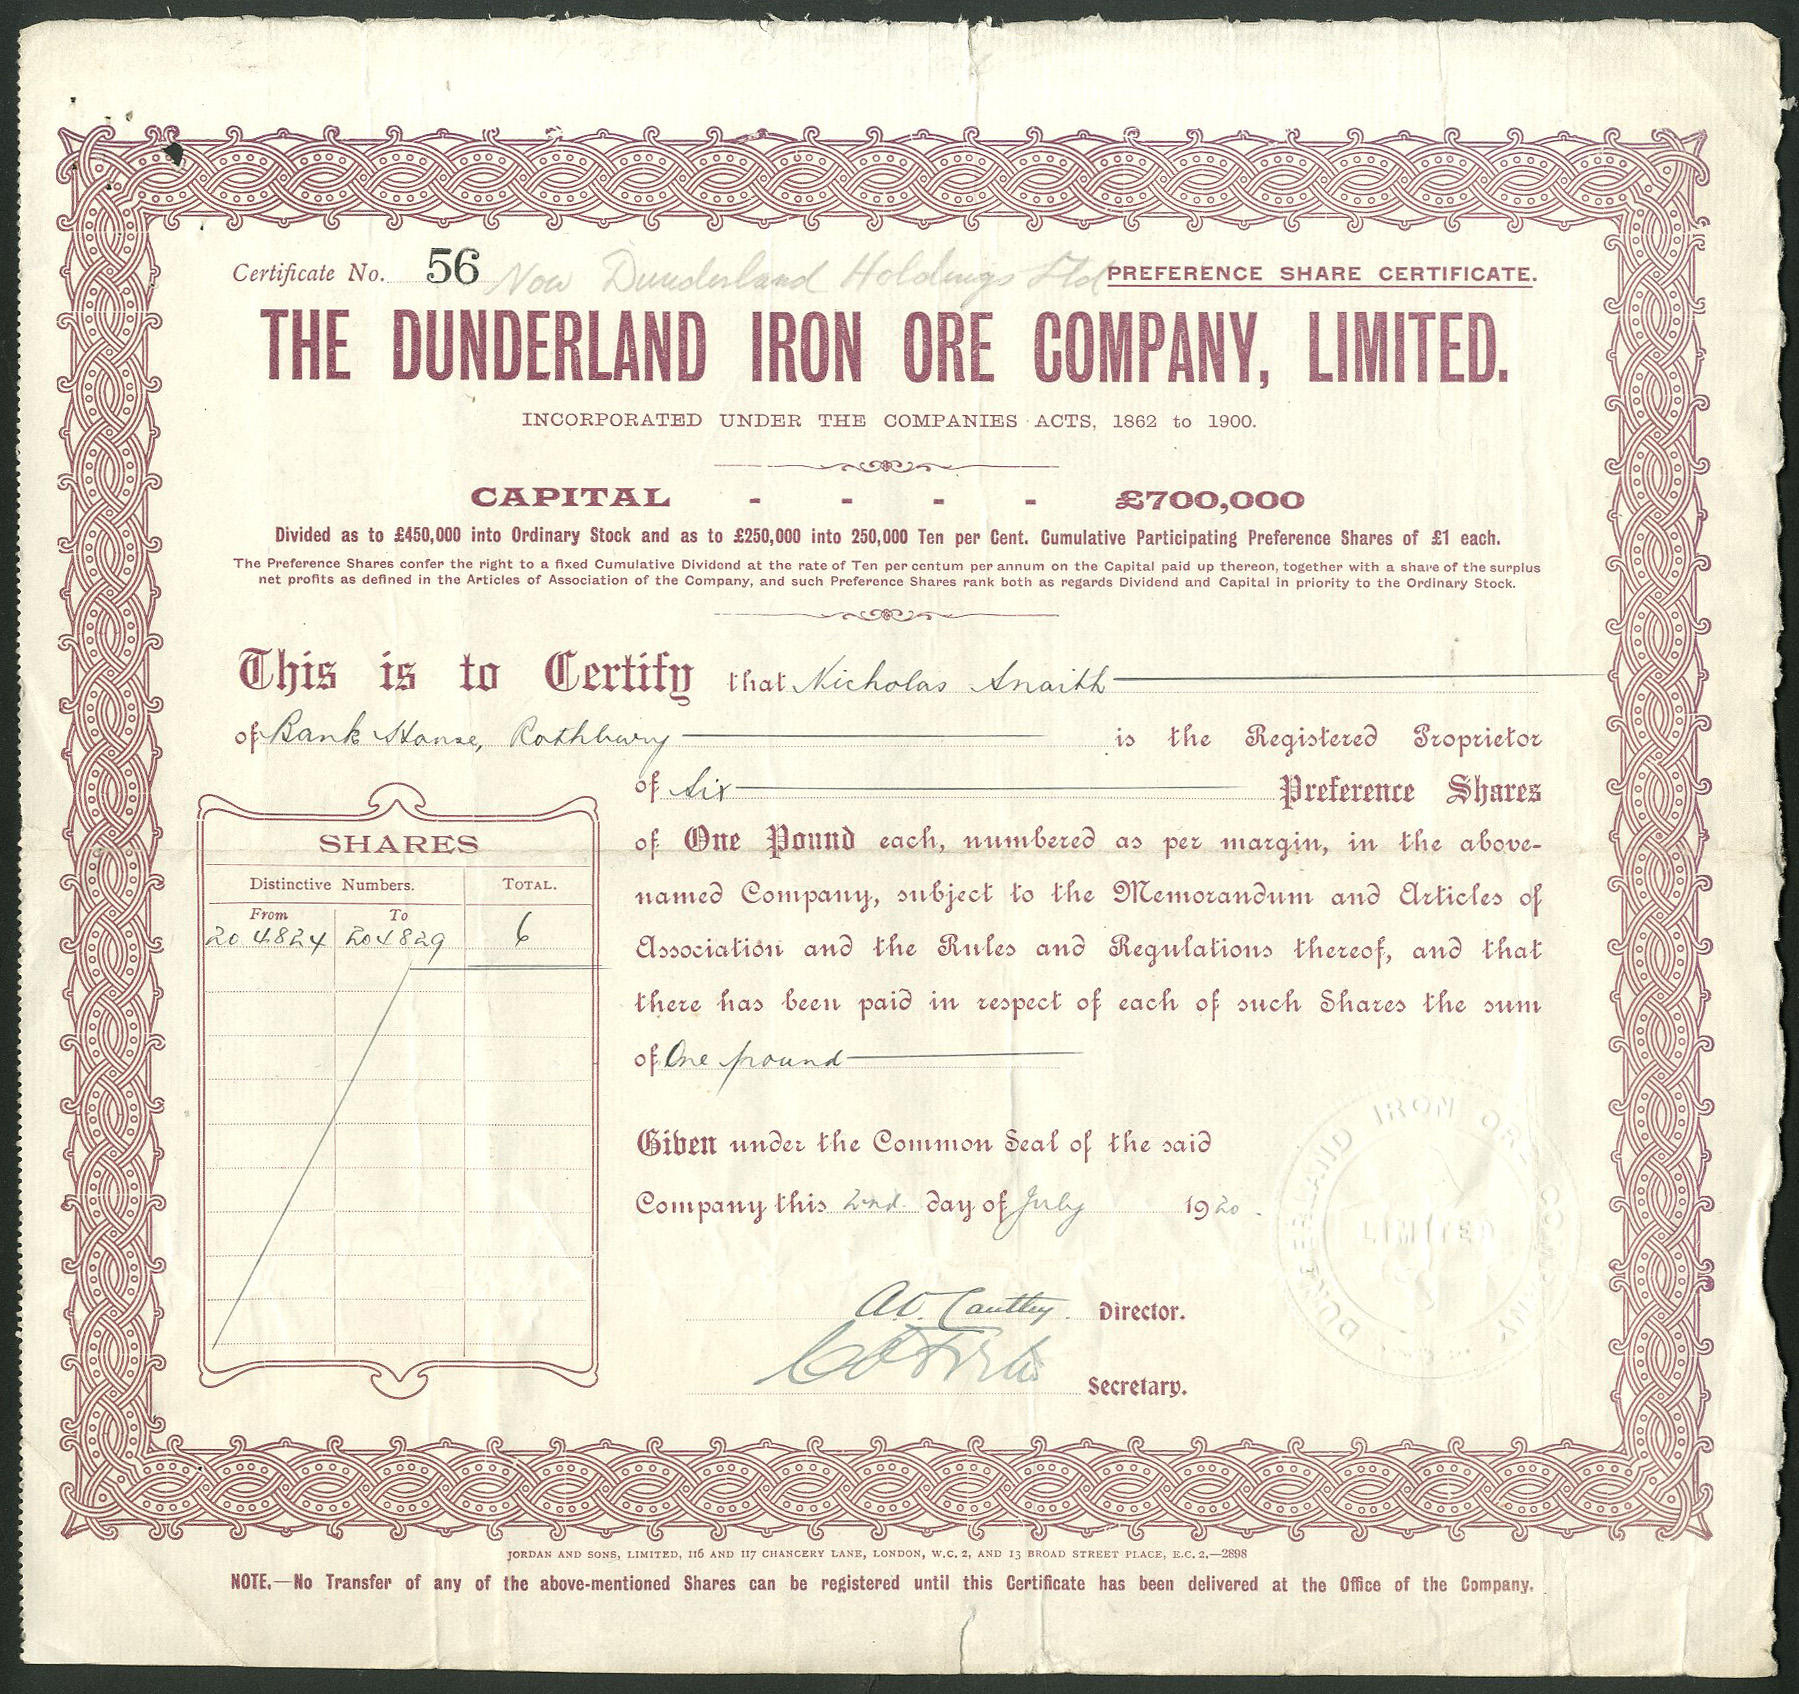 Certificate No. 56 Now Dunderland Holdings Ltd PREFERENCE SHARE CERTIFICATE.
THE DUNDERLAND IRON ORE COMPANY, LIMITED.
INCORPORATED UNDER THE COMPANIES ACTS, 1862 to 1900.
CAPITAL - - - - £700,000
Divided as to £450,000 into Ordinary Stock and as to £250,000 into 250,000 Ten per Cent. Cumulative Participating Preference Shares of £1 each.
The Preference Shares confer the right to a fixed Cumulative Dividend at the rate of Ten per centum per annum on the Capital paid up thereon, together with a share of the surplus
net profits as defined in the Articles of Association of the Company, and such Preference Shares rank both as regards Dividend and Capital in priority to the Ordinary Stock.
This is to Certify that Nicholas Snaith
of Bank House, Rothbury is the Registered Proprietor
of Six Preference Shares
of One Pound each, numbered as per margin, in the above-
named Company, subject to the Memorandum and Articles of
Association and the Rules and Regulations thereof, and that
there has been paid in respect of each of such Shares the sum
of One pound
SHARES
Distinctive Numbers. TOTAL.
From To
204824 204829 6
Given under the Common Seal of the said
Company this 2nd day of July 1920.
DUNDERLAND IRON ORE COMPANY
LIMITED
A. V. Cautley. Director.
Secretary.
JORDAN AND SONS, LIMITED, 116 AND 117 CHANCERY LANE, LONDON, W.C. 2, AND 13 BROAD STREET PLACE, E.C. 2.—2898
NOTE.—No Transfer of any of the above-mentioned Shares can be registered until this Certificate has been delivered at the Office of the Company.